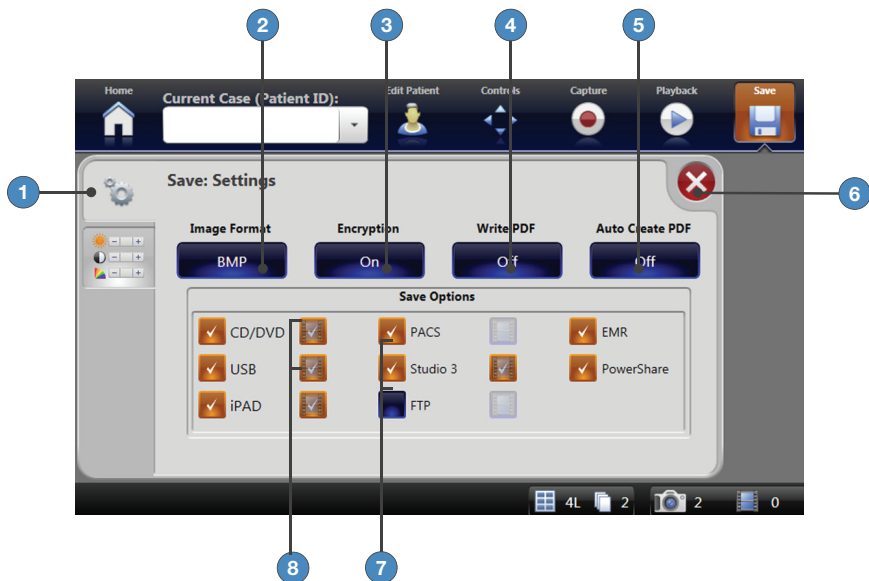 2 3 4 5
Home Edit Patient Controls Capture Playback Save
Current Case (Patient ID):
1 Save: Settings 6
Image Format Encryption Write PDF Auto Create PDF
BMP On Off Off
Save Options
CD/DVD PACS EMR
USB Studio 3 PowerShare
iPAD FTP
4L 2 2 0
8 7